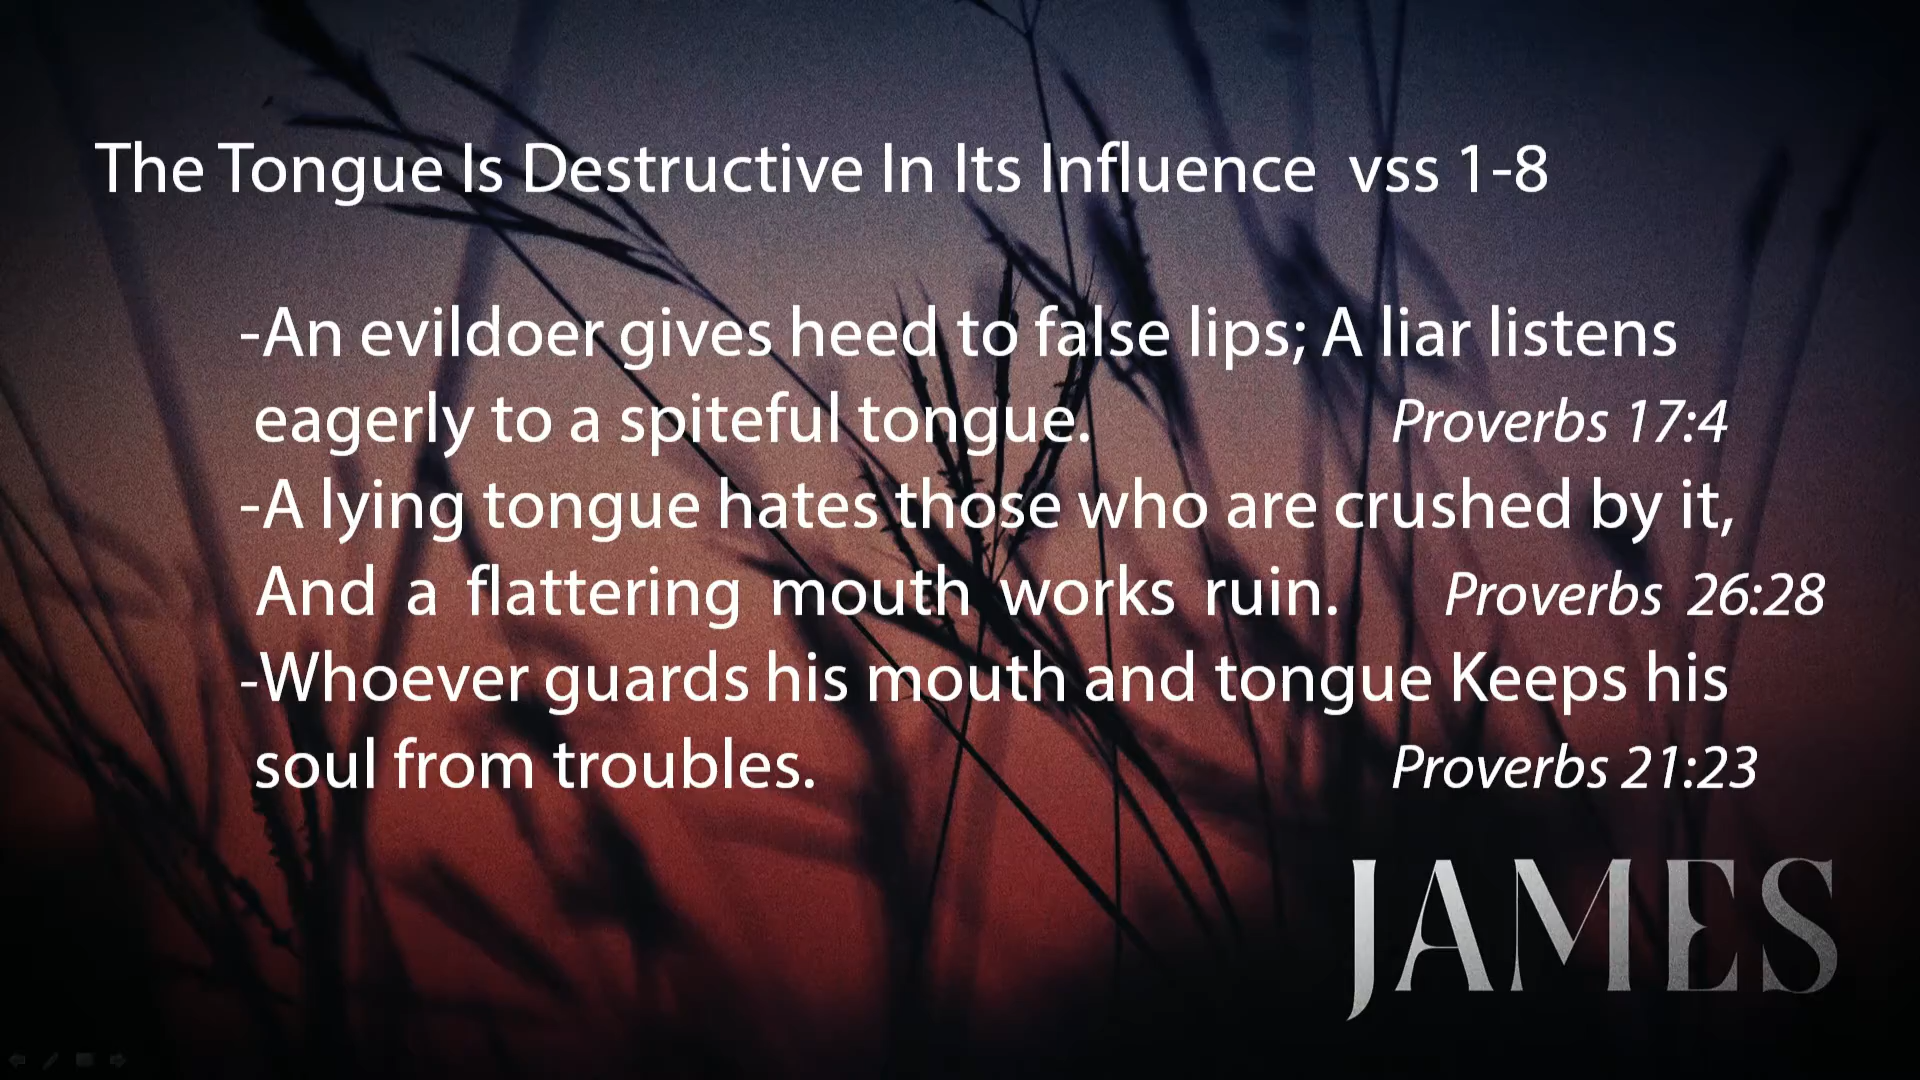 The Tongue Is Destructive In Its Influence  vss 1-8
-An evildoer gives heed to false lips; A liar listens
eagerly to a spiteful tongue. Proverbs 17:4
-A lying tongue hates those who are crushed by it,
And a flattering mouth works ruin. Proverbs 26:28
-Whoever guards his mouth and tongue Keeps his
soul from troubles. Proverbs 21:23
JAMES